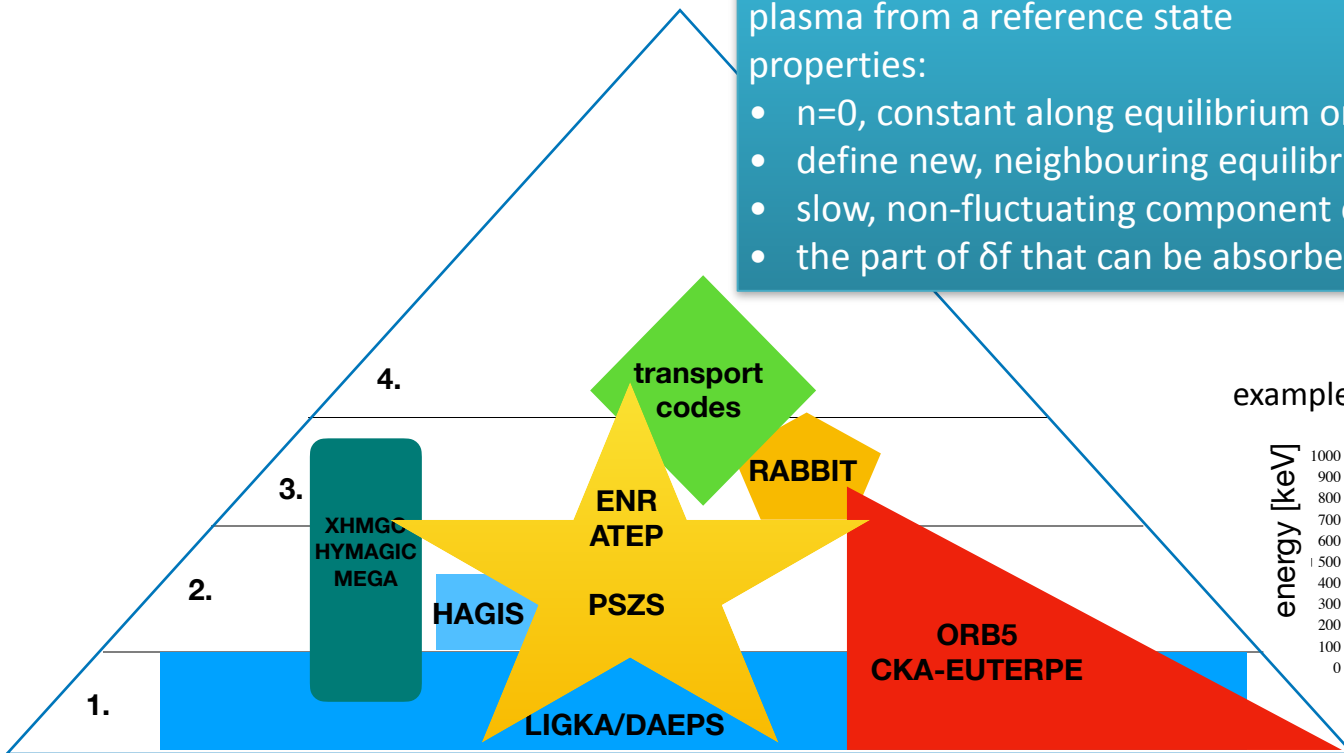 plasma from a reference state
properties:
• n=0, constant along equilibrium
• define new, neighbouring
• slow, non-fluctuating component
• the part of δf that can be
4.
transport
codes
example
RABBIT
3.
ENR
ATEP
XHMGC
HYMAGIC
MEGA
2.
HAGIS
PSZS
ORB5
CKA-EUTERPE
1.
LIGKA/DAEPS
energy [keV]
1000
900
800
700
600
500
400
300
200
100
0